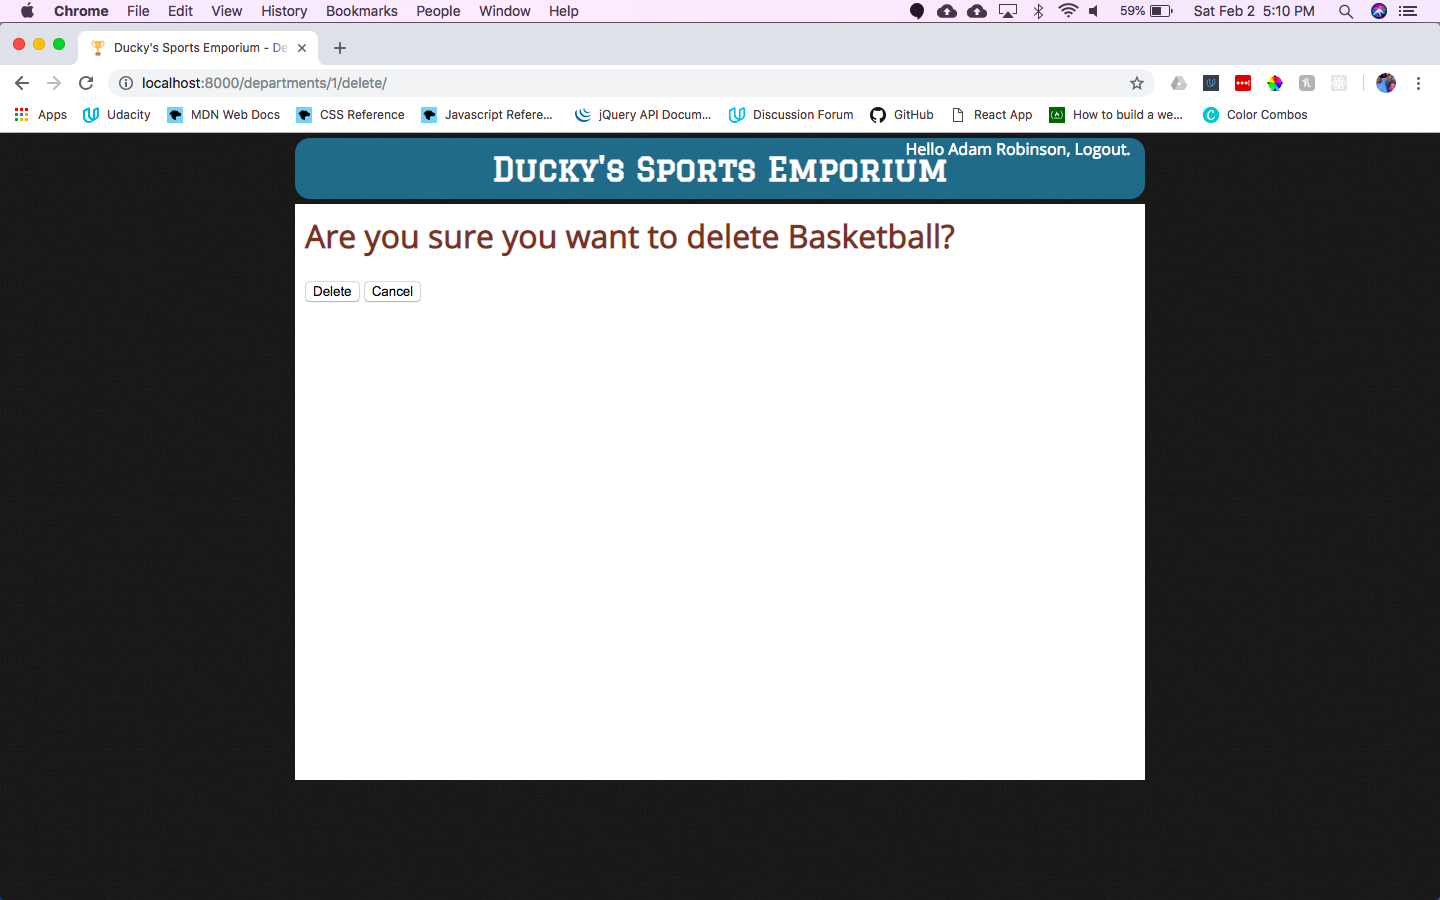 Chrome File Edit View History Bookmarks People Window Help 59% Sat Feb 2 5:10 PM
Ducky's Sports Emporium - De
localhost:8000/departments/1/delete/
Apps Udacity MDN Web Docs CSS Reference Javascript Refere... jQuery API Docum... Discussion Forum GitHub React App How to build a we... Color Combos
Hello Adam Robinson, Logout.
Ducky's Sports Emporium
Are you sure you want to delete Basketball?
Delete Cancel